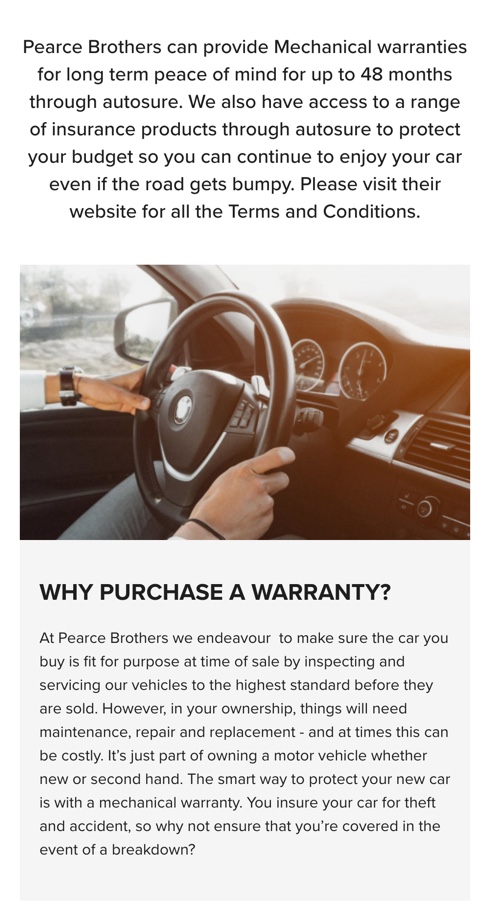 Pearce Brothers can provide Mechanical warranties
for long term peace of mind for up to 48 months
through autosure. We also have access to a range
of insurance products through autosure to protect
your budget so you can continue to enjoy your car
even if the road gets bumpy. Please visit their
website for all the Terms and Conditions.
WHY PURCHASE A WARRANTY?
At Pearce Brothers we endeavour  to make sure the car you
buy is fit for purpose at time of sale by inspecting and
servicing our vehicles to the highest standard before they
are sold. However, in your ownership, things will need
maintenance, repair and replacement - and at times this can
be costly. It’s just part of owning a motor vehicle whether
new or second hand. The smart way to protect your new car
is with a mechanical warranty. You insure your car for theft
and accident, so why not ensure that you’re covered in the
event of a breakdown?